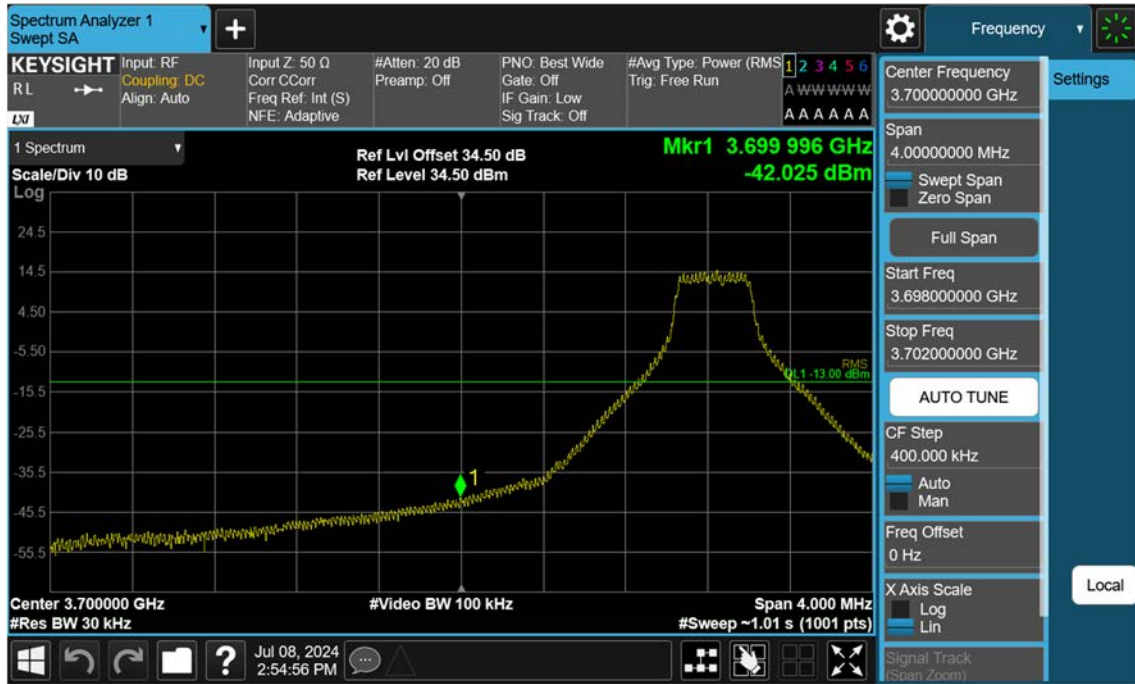 Spectrum Analyzer 1
Swept SA
+
Frequency
KEYSIGHT
RL
LXI
Input: RF
Coupling: DC
Align: Auto
Input Z: 50 Ω
Corr CCorr
Freq Ref: Int (S)
NFE: Adaptive
#Atten: 20 dB
Preamp: Off
PNO: Best Wide
Gate: Off
IF Gain: Low
Sig Track: Off
#Avg Type: Power (RMS
Trig: Free Run
1 2 3 4 5 6
A W W W W W
A A A A A A
1 Spectrum
Scale/Div 10 dB
Log
Ref Lvl Offset 34.50 dB
Ref Level 34.50 dBm
Mkr1 3.699 996 GHz
-42.025 dBm
24.5
14.5
4.50
-5.50
-15.5
-25.5
-35.5
-45.5
-55.5
RMS
DL1 -13.00 dBm
1
Center 3.700000 GHz
#Res BW 30 kHz
#Video BW 100 kHz
Span 4.000 MHz
#Sweep ~1.01 s (1001 pts)
Center Frequency
3.700000000 GHz
Span
4.00000000 MHz
Swept Span
Zero Span
Full Span
Start Freq
3.698000000 GHz
Stop Freq
3.702000000 GHz
AUTO TUNE
CF Step
400.000 kHz
Auto
Man
Freq Offset
0 Hz
X Axis Scale
Log
Lin
Signal Track
(Span Zoom)
Settings
Local
?
Jul 08, 2024
2:54:56 PM